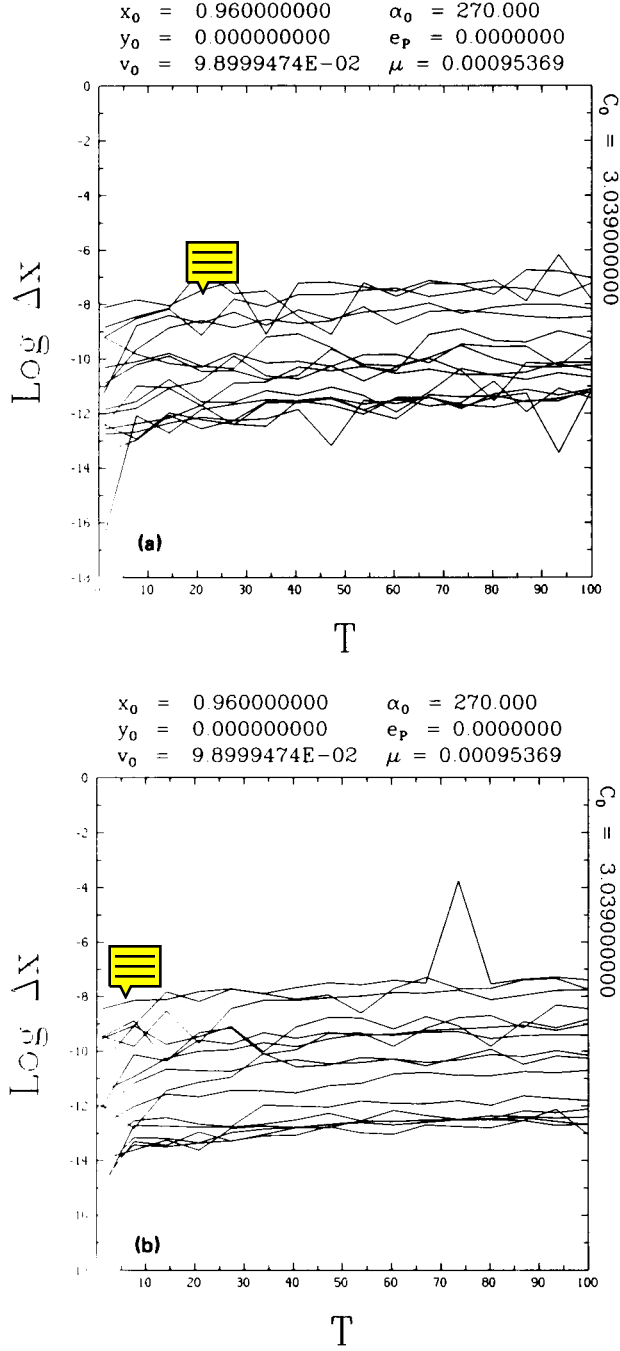 x₀ = 0.960000000 α₀ = 270.000
y₀ = 0.000000000 e_P = 0.0000000
v₀ = 9.8999474E−02 μ = 0.00095369
C₀ = 3.039000000
0
-2
-4
-6
-8
-10
-12
-14
-16
Log Δx
(a)
10 20 30 40 50 60 70 80 90 100
T
x₀ = 0.960000000 α₀ = 270.000
y₀ = 0.000000000 e_P = 0.0000000
v₀ = 9.8999474E−02 μ = 0.00095369
C₀ = 3.039000000
0
-2
-4
-6
-8
-10
-12
-14
-16
Log Δx
(b)
10 20 30 40 50 60 70 80 90 100
T